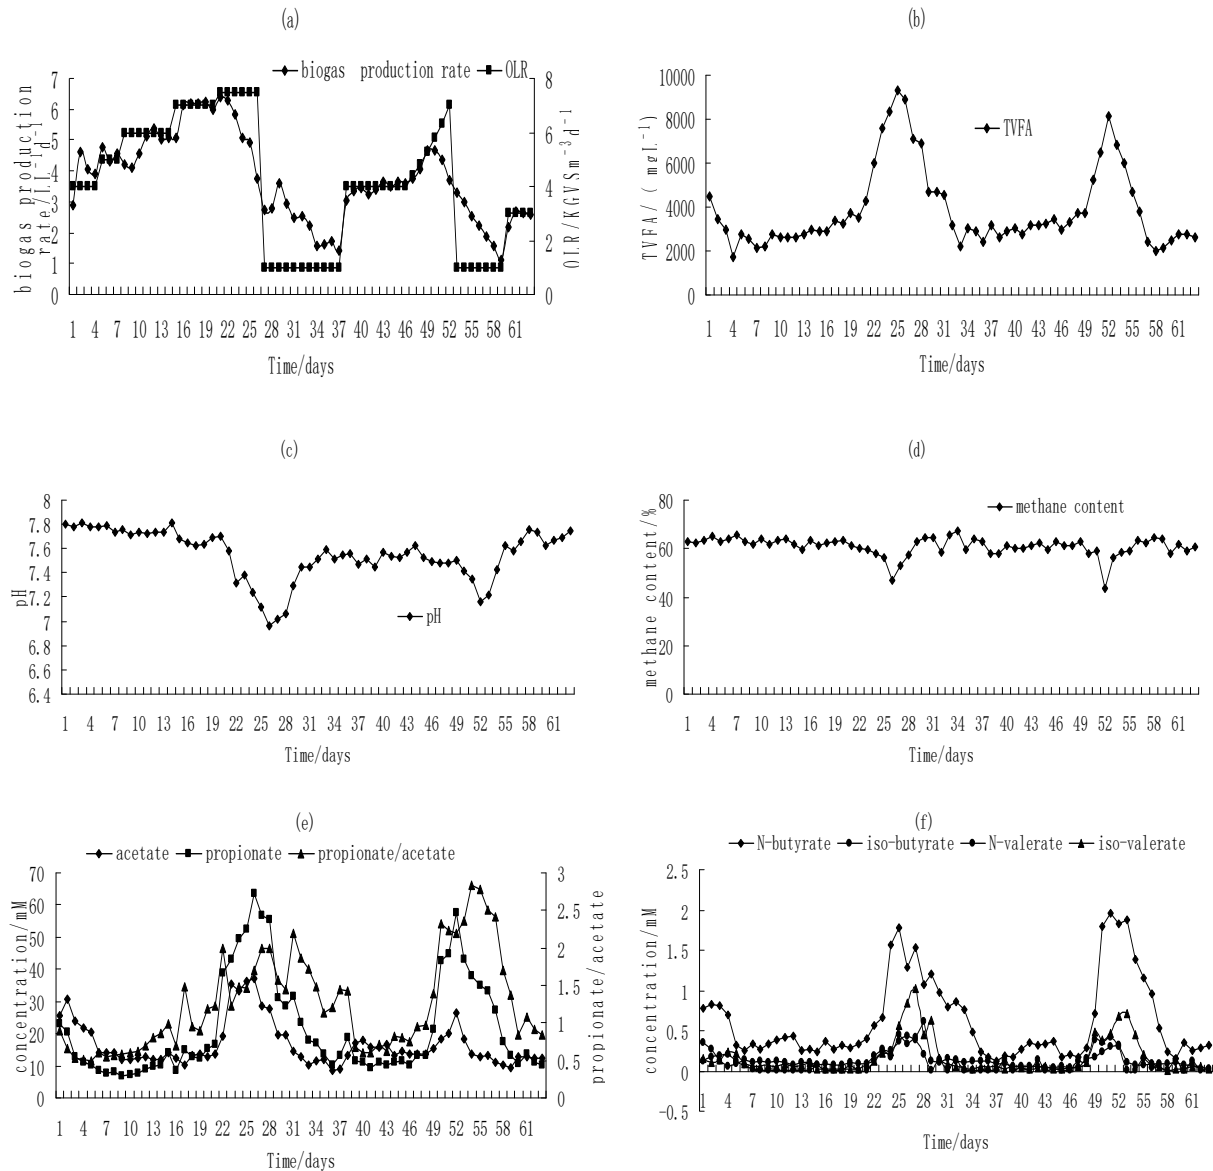 (a)
biogas production rate OLR
biogas production
rate/L L⁻¹d⁻¹
7
6
5
4
3
2
1
0
8
6
4
2
0
OLR/KGVSm⁻³d⁻¹
1 4 7 10 13 16 19 22 25 28 31 34 37 40 43 46 49 52 55 58 61
Time/days
(b)
TVFA
TVFA/( mgL⁻¹)
10000
8000
6000
4000
2000
0
1 4 7 10 13 16 19 22 25 28 31 34 37 40 43 46 49 52 55 58 61
Time/days
(c)
pH
8
7.8
7.6
7.4
7.2
7
6.8
6.6
6.4
pH
1 4 7 10 13 16 19 22 25 28 31 34 37 40 43 46 49 52 55 58 61
Time/days
(d)
methane content
methane content/%
80
60
40
20
0
1 4 7 10 13 16 19 22 25 28 31 34 37 40 43 46 49 52 55 58 61
Time/days
(e)
acetate propionate propionate/acetate
concentration/mM
70
60
50
40
30
20
10
0
3
2.5
2
1.5
1
0.5
0
propionate/acetate
1 4 7 10 13 16 19 22 25 28 31 34 37 40 43 46 49 52 55 58 61
Time/days
(f)
N-butyrate iso-butyrate N-valerate iso-valerate
concentration/mM
2.5
2
1.5
1
0.5
0
-0.5
1 4 7 10 13 16 19 22 25 28 31 34 37 40 43 46 49 52 55 58 61
Time/days